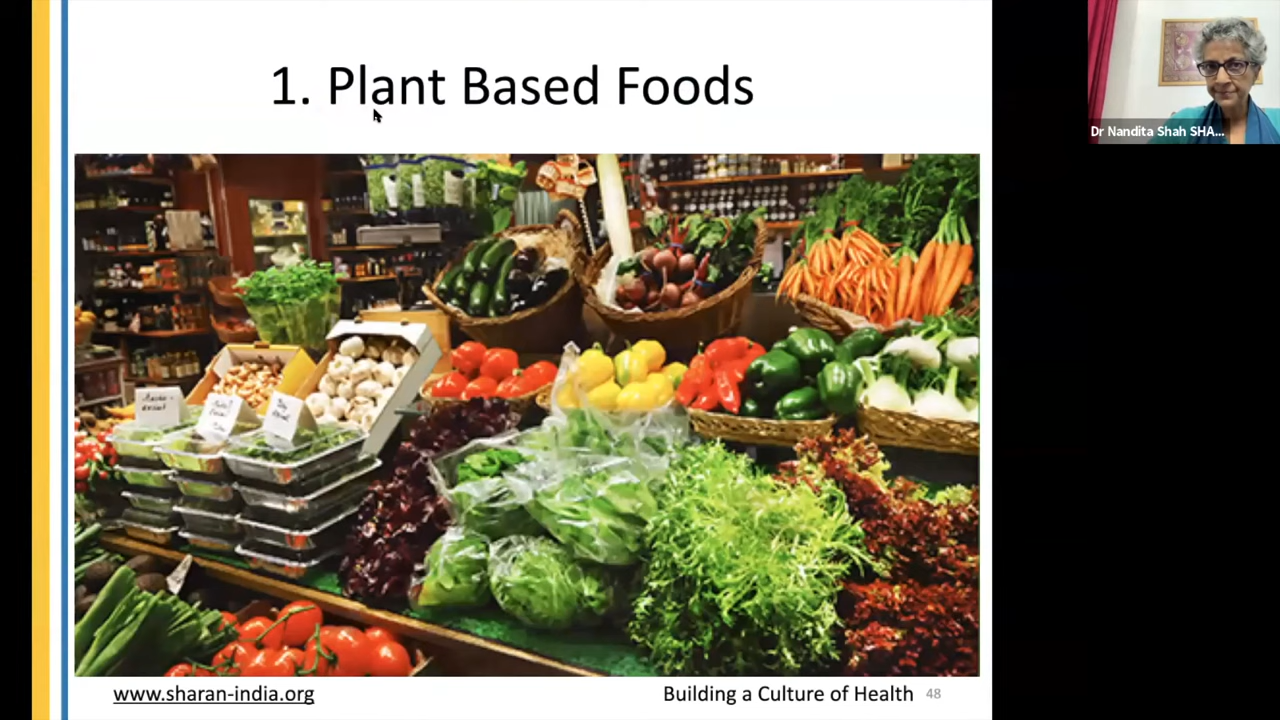 1. Plant Based Foods
Dr Nandita Shah SHA...
www.sharan-india.org
Building a Culture of Health 48